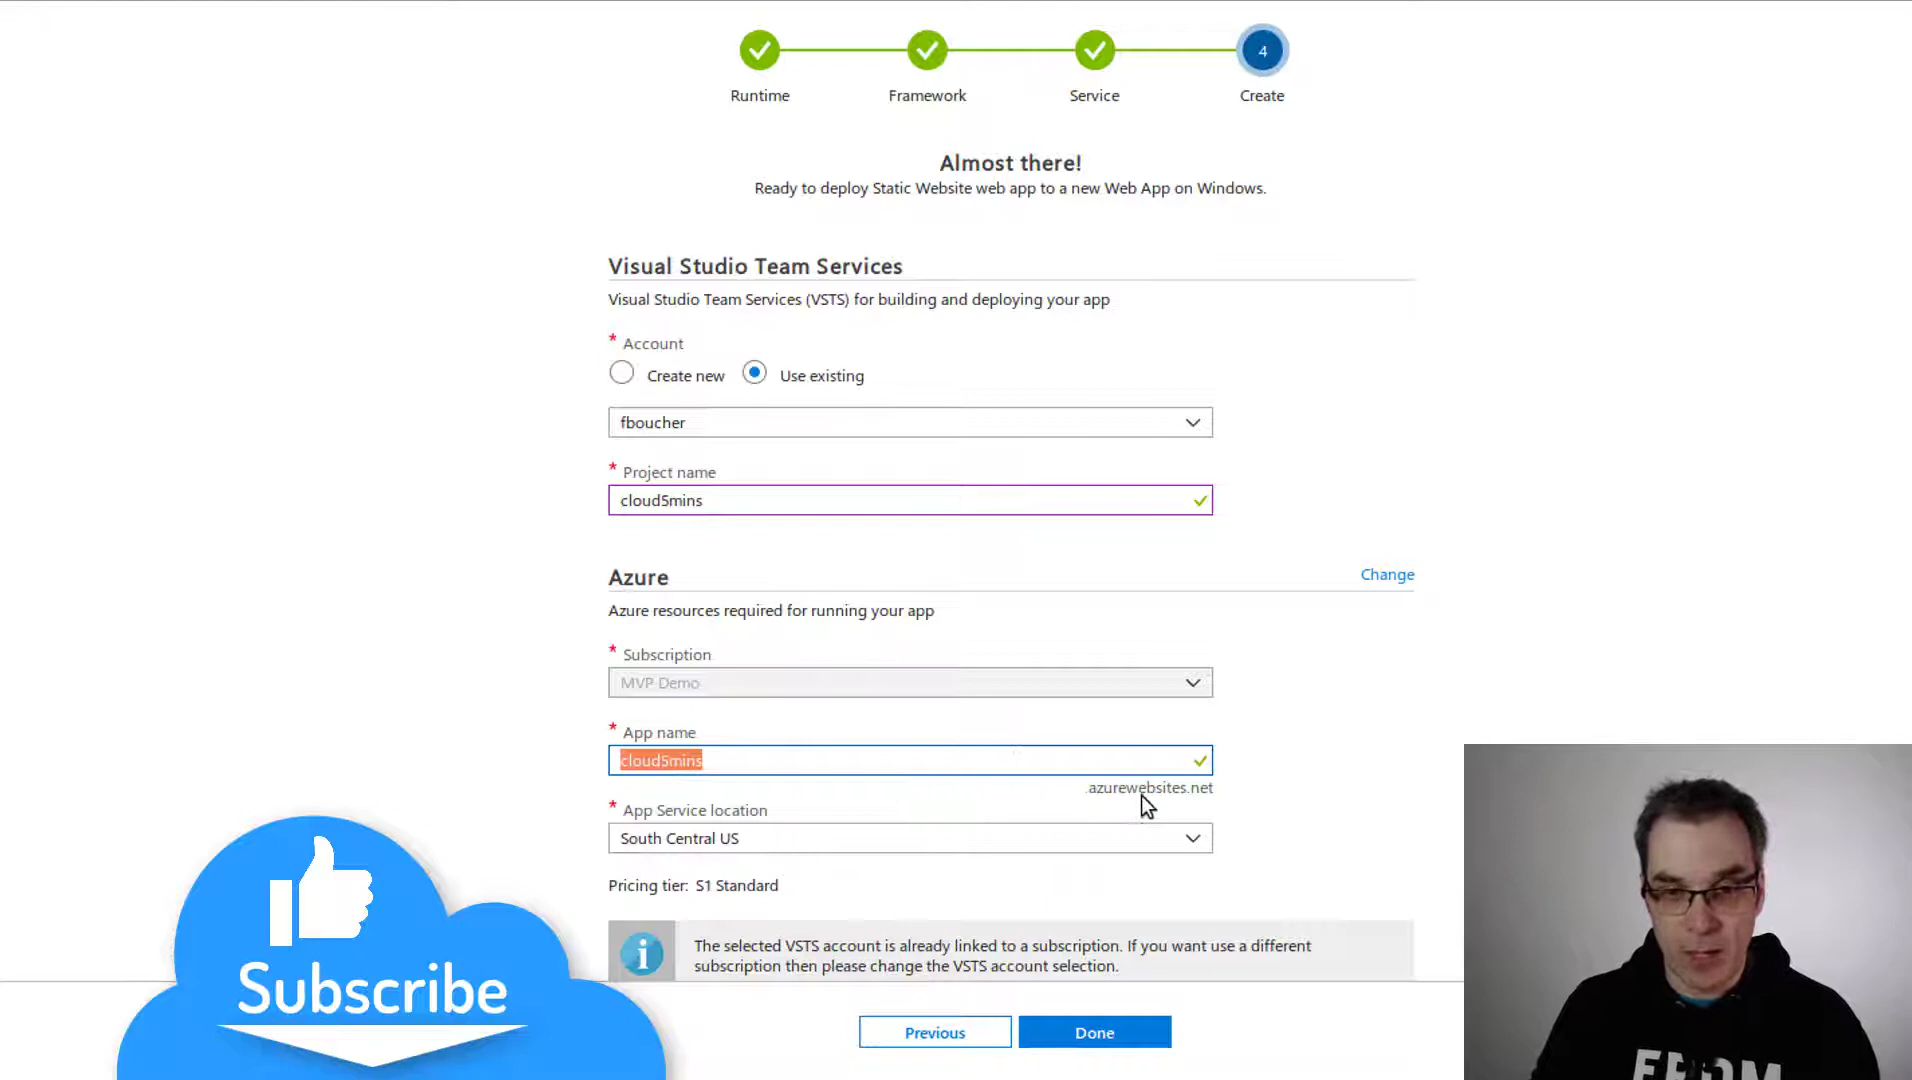 4
Runtime
Framework
Service
Create
Almost there!
Ready to deploy Static Website web app to a new Web App on Windows.
Visual Studio Team Services
Visual Studio Team Services (VSTS) for building and deploying your app
* Account
Create new
Use existing
fboucher
* Project name
cloud5mins
Azure
Change
Azure resources required for running your app
* Subscription
MVP Demo
* App name
cloud5mins
.azurewebsites.net
* App Service location
South Central US
Pricing tier: S1 Standard
The selected VSTS account is already linked to a subscription. If you want use a different
subscription then please change the VSTS account selection.
Previous
Done
Subscribe